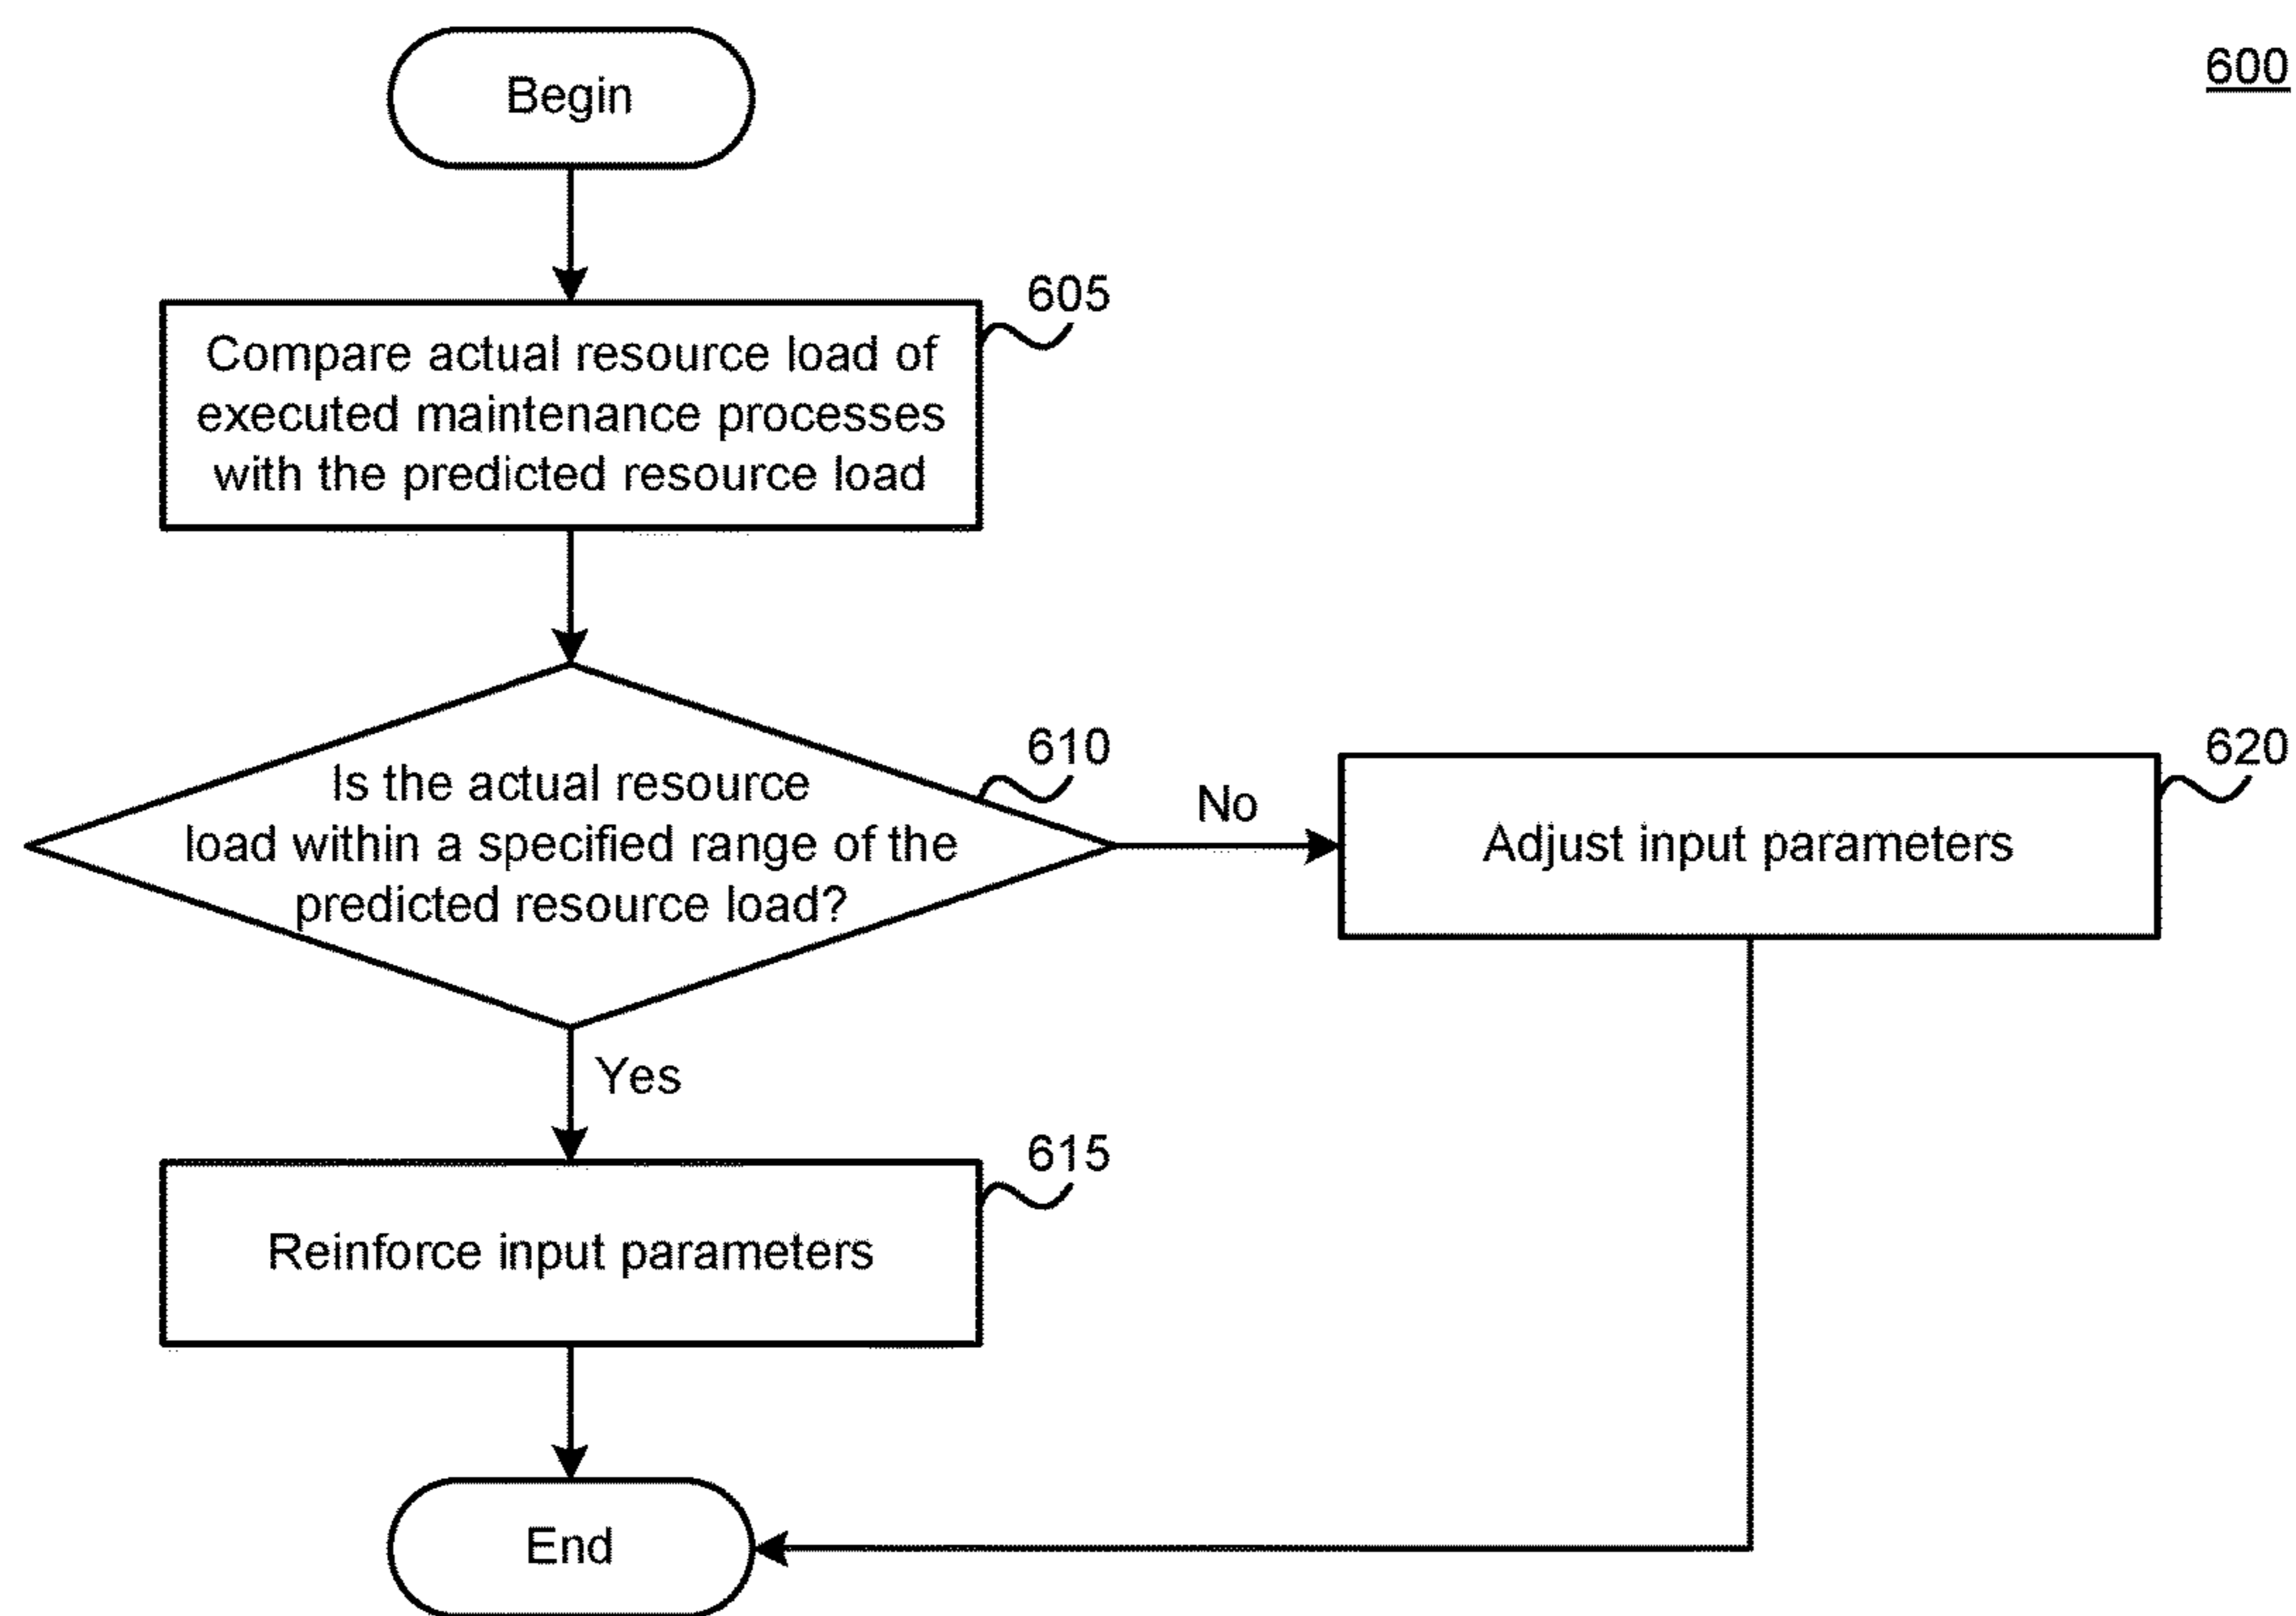 600
Begin
605
Compare actual resource load of
executed maintenance processes
with the predicted resource load
610
Is the actual resource
load within a specified range of the
predicted resource load?
No
620
Adjust input parameters
Yes
615
Reinforce input parameters
End